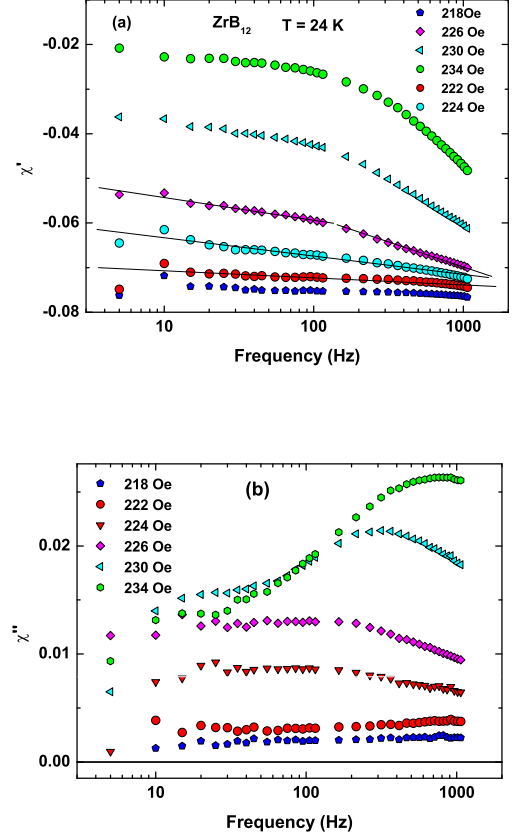 (a) ZrB12 T = 24 K
218Oe
226 Oe
230 Oe
234 Oe
222 Oe
224 Oe
-0.02
-0.04
-0.06
-0.08
χ'
10 100 1000
Frequency (Hz)
(b)
218 Oe
222 Oe
224 Oe
226 Oe
230 Oe
234 Oe
0.02
0.01
0.00
χ"
10 100 1000
Frequency (Hz)